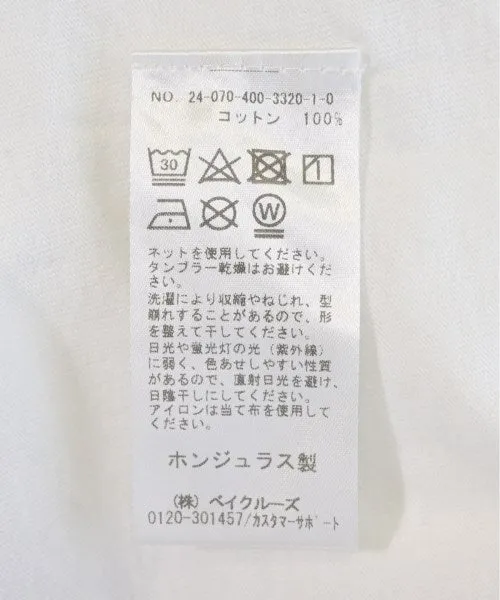 NO. 24-070-400-3320-1-0
コットン 100%
30
W
ネットを使用してください。
タンブラー乾燥はお避けくだ
さい。
洗濯により収縮やねじれ、型
崩れすることがあるので、形
を整えて干してください。
日光や蛍光灯の光（紫外線）
に弱く、色あせしやすい性質
があるので、直射日光を避け、
日陰干しにしてください。
アイロンは当て布を使用して
ください。
ホンジュラス製
（株）ベイクルーズ
0120-301457/カスタマーサポート